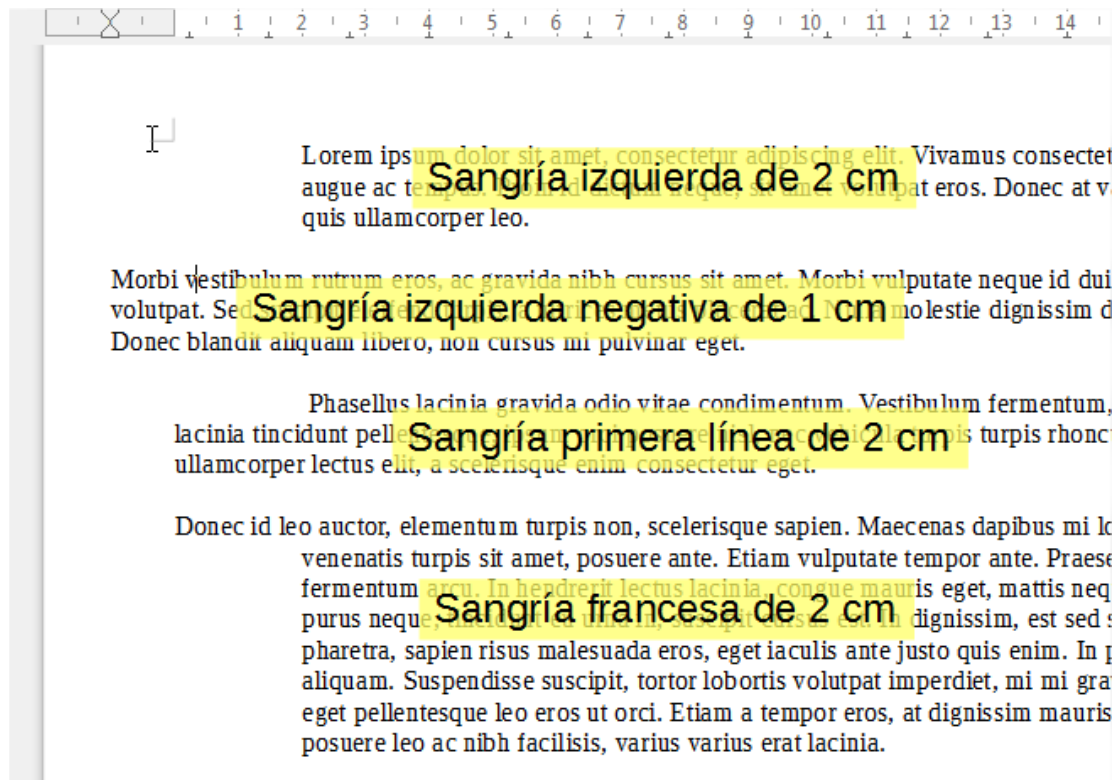 1 2 3 4 5 6 7 8 9 10 11 12 13 14
Lorem ipsum dolor sit amet, consectetur adipiscing elit. Vivamus consectet
Sangría izquierda de 2 cm
augue ac volutpat eros. Donec at v
quis ullamcorper leo.
Morbi vestibulum rutrum eros, ac gravida nibh cursus sit amet. Morbi vulputate neque id dui
Sangría izquierda negativa de 1 cm
volutpat. Sed molestie dignissim d
Donec blandit aliquam libero, non cursus mi pulvinar eget.
Phasellus lacinia gravida odio vitae condimentum. Vestibulum fermentum,
Sangría primera línea de 2 cm
lacinia tincidunt turpis rhonc
ullamcorper lectus elit, a scelerisque enim consectetur eget.
Donec id leo auctor, elementum turpis non, scelerisque sapien. Maecenas dapibus mi lo
venenatis turpis sit amet, posuere ante. Etiam vulputate tempor ante. Praese
fermentum arcu. In hendrerit lectus lacinia, congue mauris eget, mattis neq
Sangría francesa de 2 cm
purus neque, dignissim, est sed s
pharetra, sapien risus malesuada eros, eget iaculis ante justo quis enim. In p
aliquam. Suspendisse suscipit, tortor lobortis volutpat imperdiet, mi mi gra
eget pellentesque leo eros ut orci. Etiam a tempor eros, at dignissim mauris
posuere leo ac nibh facilisis, varius varius erat lacinia.